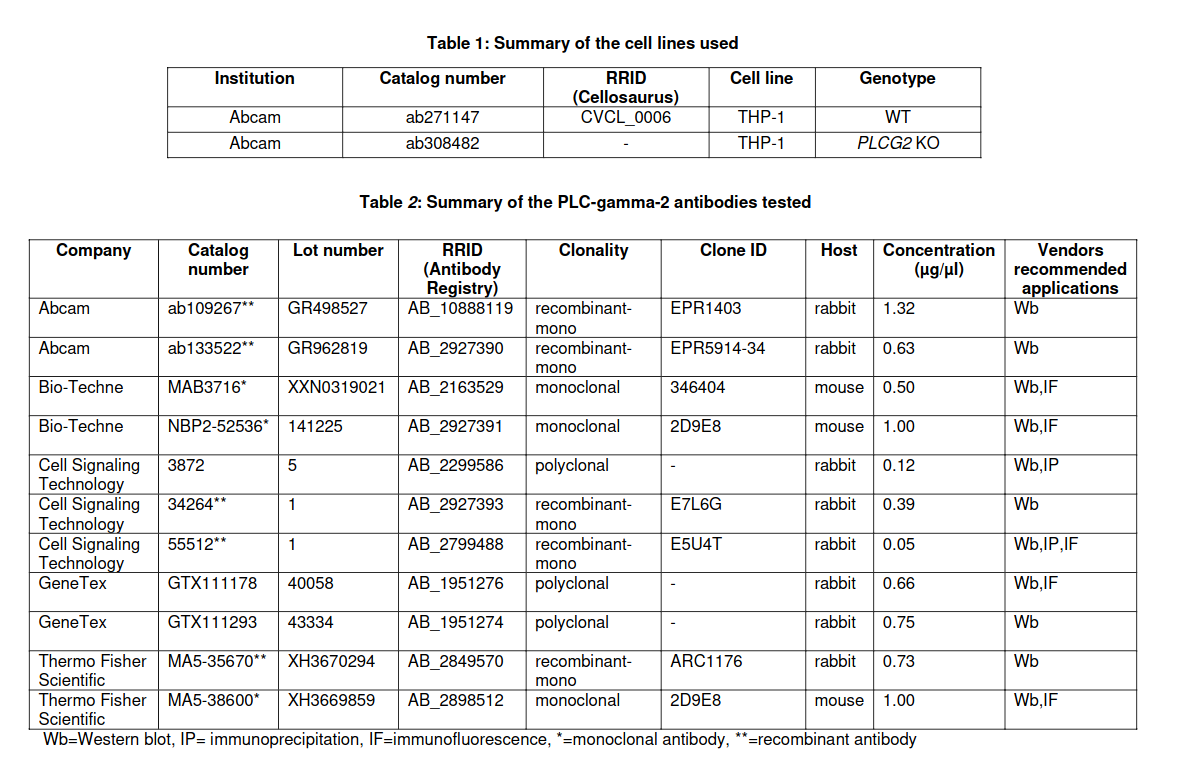 Table 1: Summary of the cell lines used
Institution Catalog number RRID (Cellosaurus) Cell line Genotype
Abcam ab271147 CVCL_0006 THP-1 WT
Abcam ab308482 - THP-1 PLCG2 KO
Table 2: Summary of the PLC-gamma-2 antibodies tested
Company Catalog number Lot number RRID (Antibody Registry) Clonality Clone ID Host Concentration (µg/µl) Vendors recommended applications
Abcam ab109267** GR498527 AB_10888119 recombinant-mono EPR1403 rabbit 1.32 Wb
Abcam ab133522** GR962819 AB_2927390 recombinant-mono EPR5914-34 rabbit 0.63 Wb
Bio-Techne MAB3716* XXN0319021 AB_2163529 monoclonal 346404 mouse 0.50 Wb,IF
Bio-Techne NBP2-52536* 141225 AB_2927391 monoclonal 2D9E8 mouse 1.00 Wb,IF
Cell Signaling Technology 3872 5 AB_2299586 polyclonal - rabbit 0.12 Wb,IP
Cell Signaling Technology 34264** 1 AB_2927393 recombinant-mono E7L6G rabbit 0.39 Wb
Cell Signaling Technology 55512** 1 AB_2799488 recombinant-mono E5U4T rabbit 0.05 Wb,IP,IF
GeneTex GTX111178 40058 AB_1951276 polyclonal - rabbit 0.66 Wb,IF
GeneTex GTX111293 43334 AB_1951274 polyclonal - rabbit 0.75 Wb
Thermo Fisher Scientific MA5-35670** XH3670294 AB_2849570 recombinant-mono ARC1176 rabbit 0.73 Wb
Thermo Fisher Scientific MA5-38600* XH3669859 AB_2898512 monoclonal 2D9E8 mouse 1.00 Wb,IF
Wb=Western blot, IP= immunoprecipitation, IF=immunofluorescence, *=monoclonal antibody, **=recombinant antibody